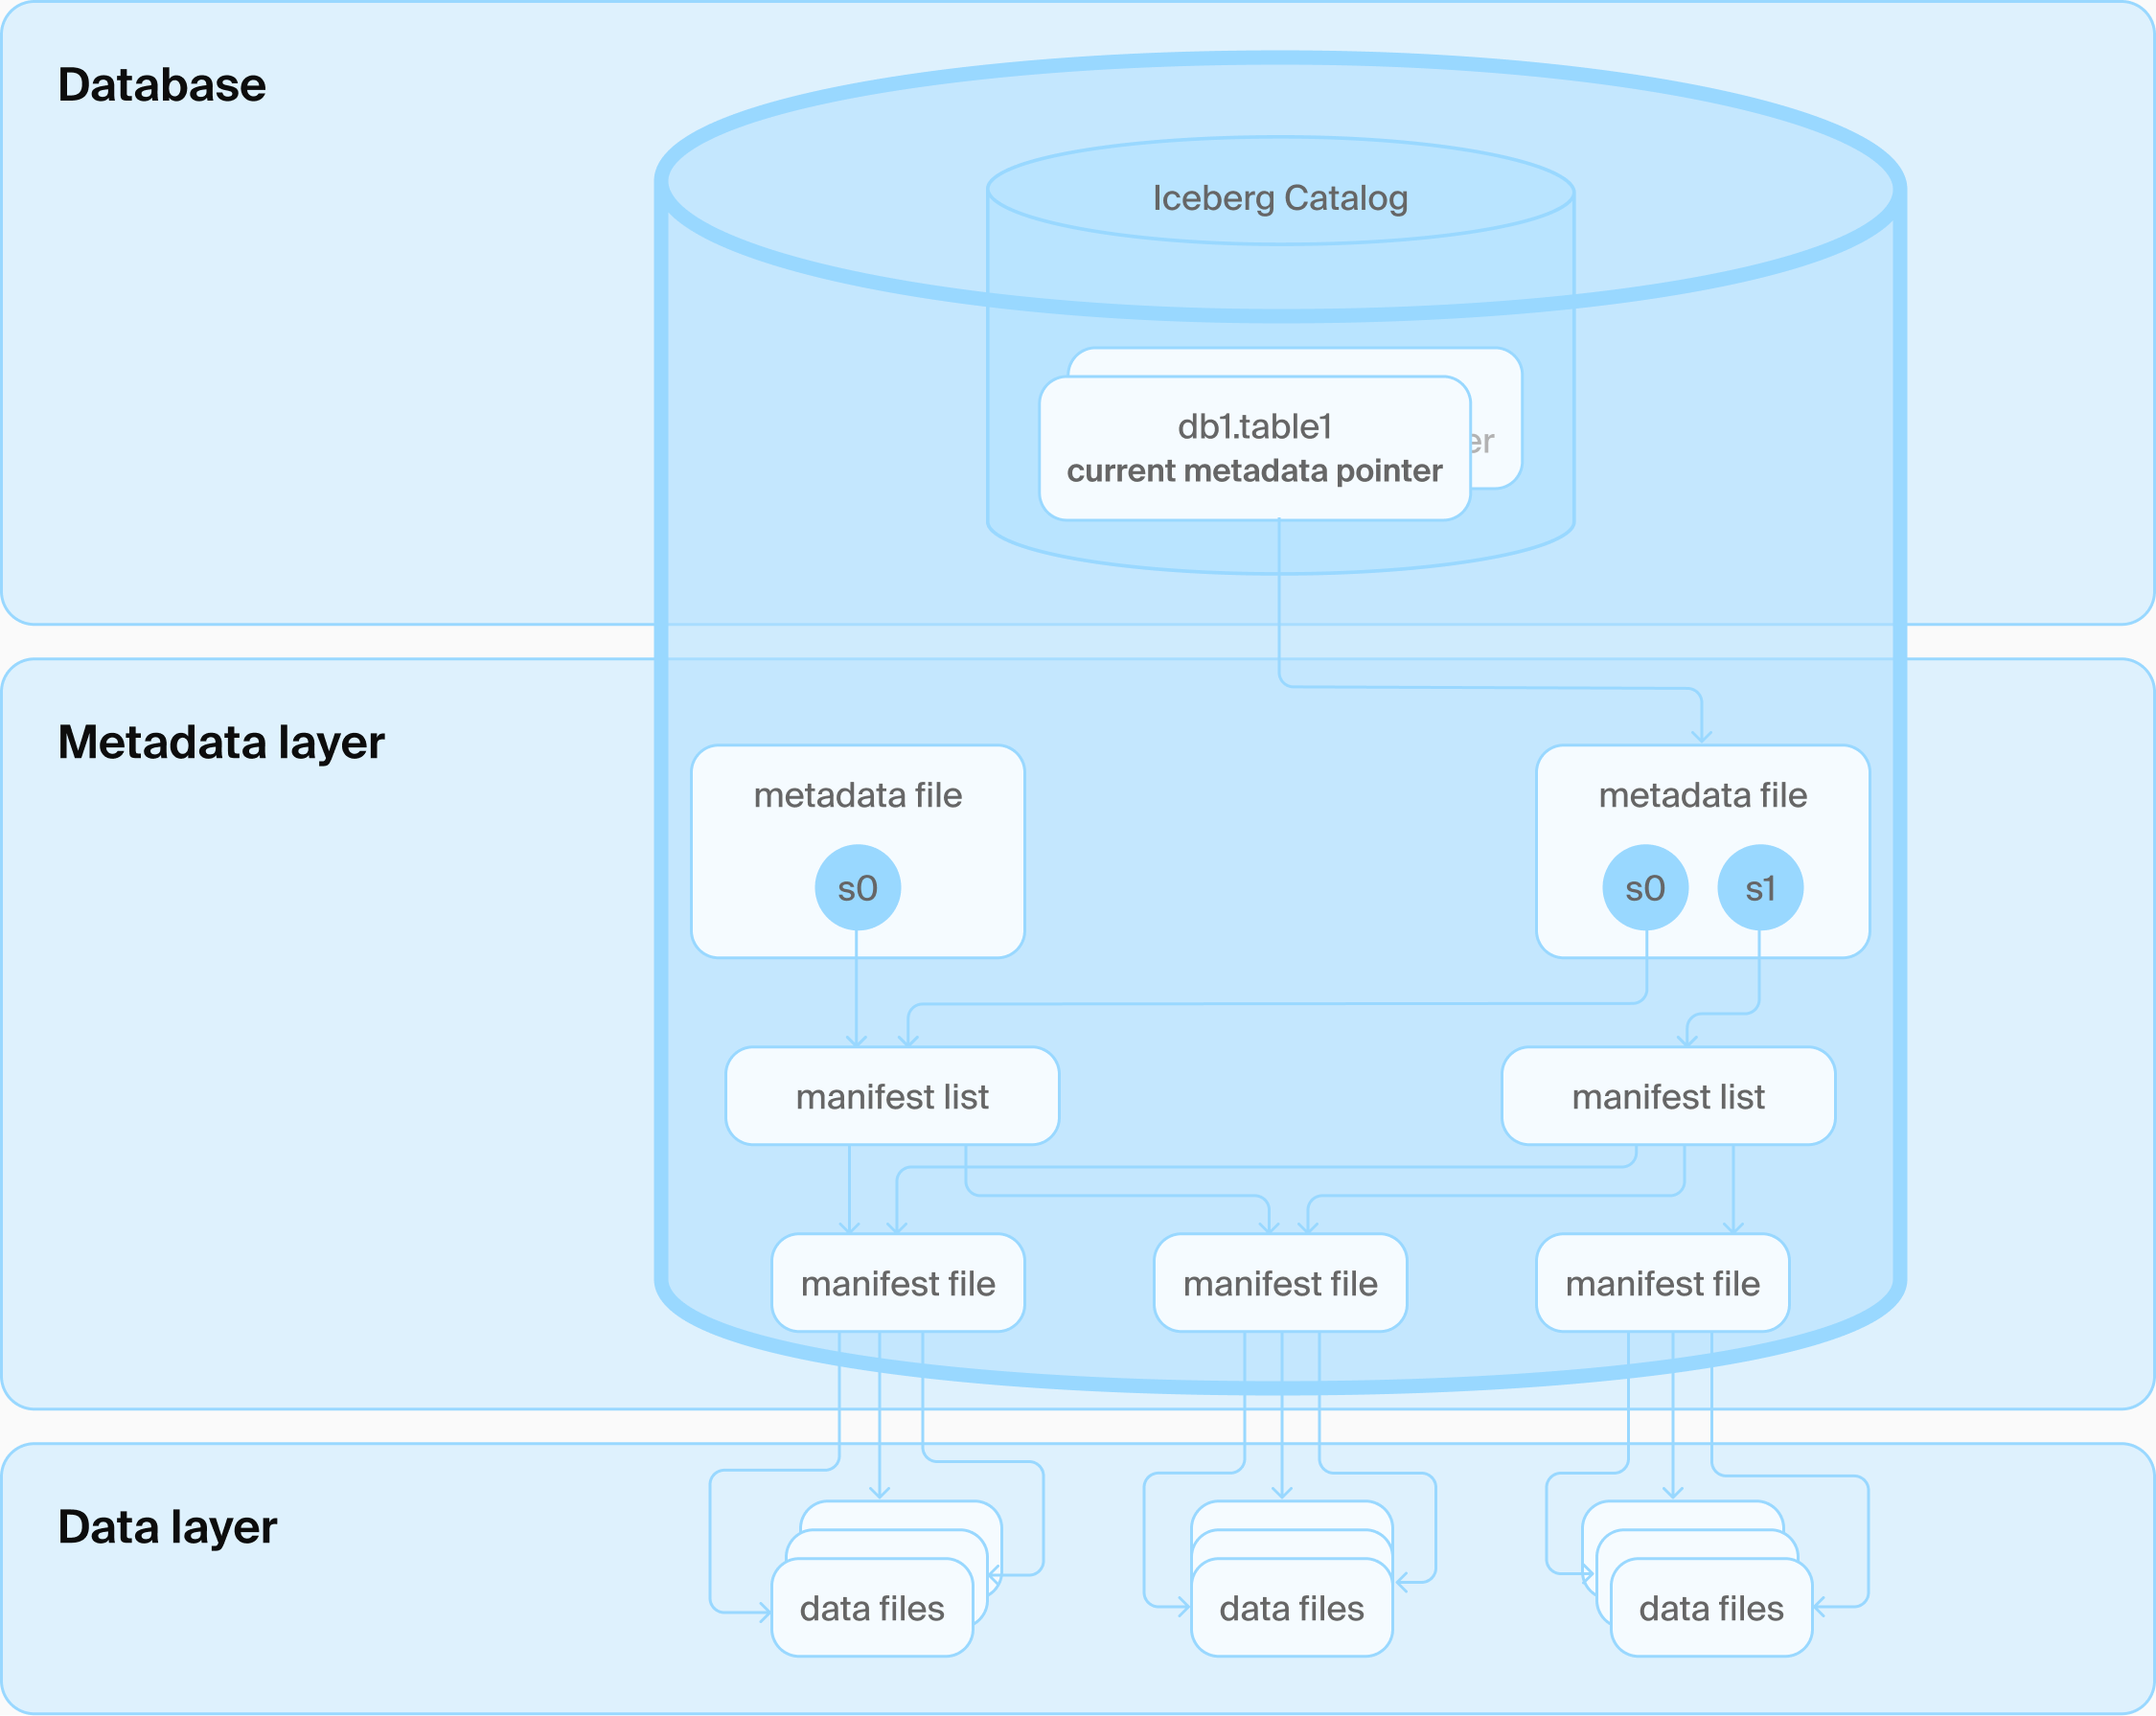 Database
Iceberg Catalog
db1.table1
current metadata pointer
Metadata layer
metadata file
metadata file
s0
s0
s1
manifest list
manifest list
manifest file
manifest file
manifest file
Data layer
data files
data files
data files